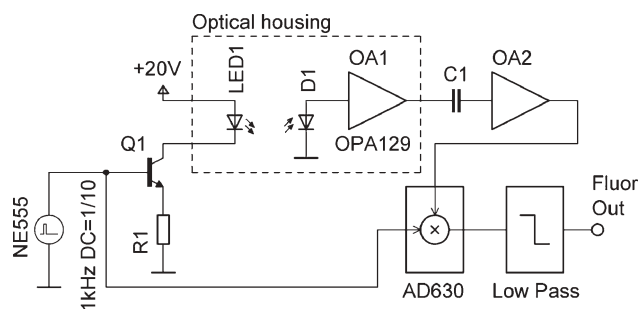 Optical housing
+20V
LED1
D1
OA1
C1
OA2
OPA129
Q1
NE555
1kHz DC=1/10
R1
×
Fluor
Out
AD630
Low Pass